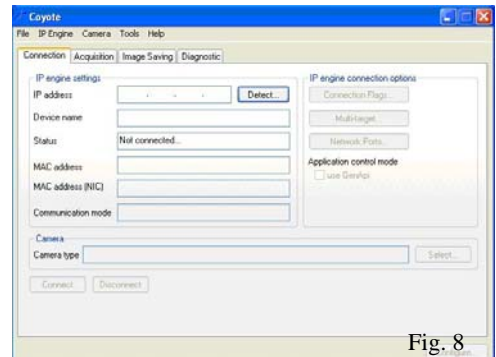 Coyote
File IP Engine Camera Tools Help
Connection Acquisition Image Saving Diagnostic
IP engine settings
IP address . . . Detect...
Device name
Status Not connected...
MAC address
MAC address (NIC)
Communication mode
IP engine connection options
Connection Flags...
Multi-target...
Network Ports...
Application control mode
use GenApi
Camera
Camera type Select...
Connect Disconnect
Fig. 8